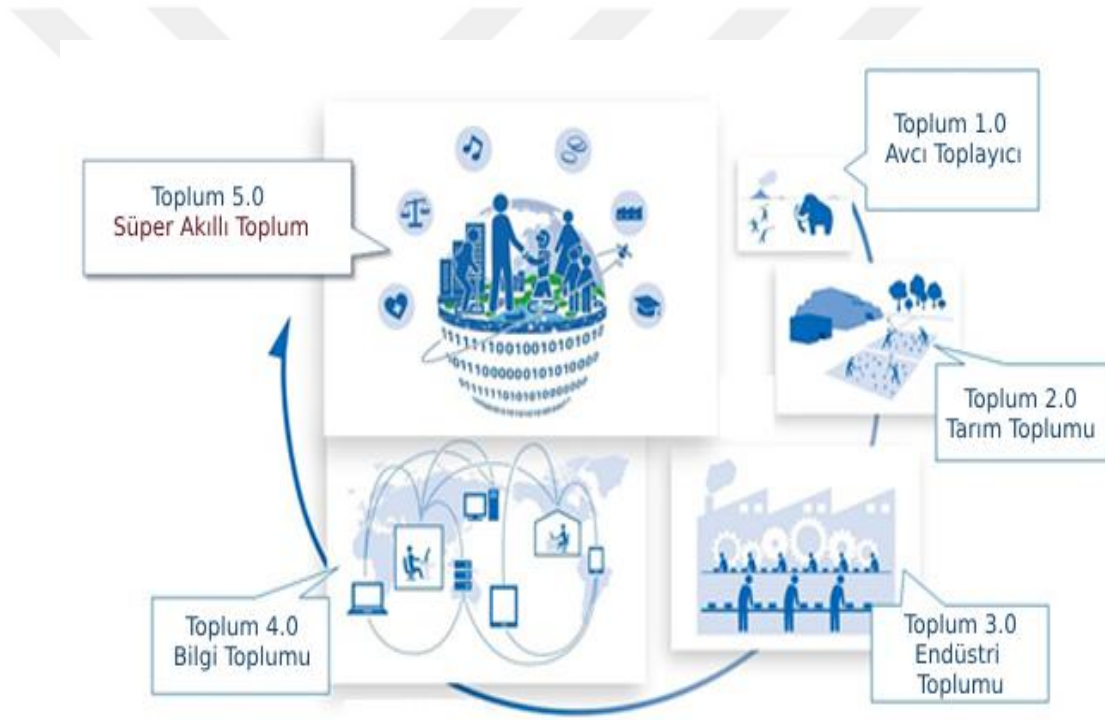 Toplum 1.0
Avcı Toplayıcı
Toplum 5.0
Süper Akıllı Toplum
Toplum 2.0
Tarım Toplumu
Toplum 4.0
Bilgi Toplumu
Toplum 3.0
Endüstri
Toplumu